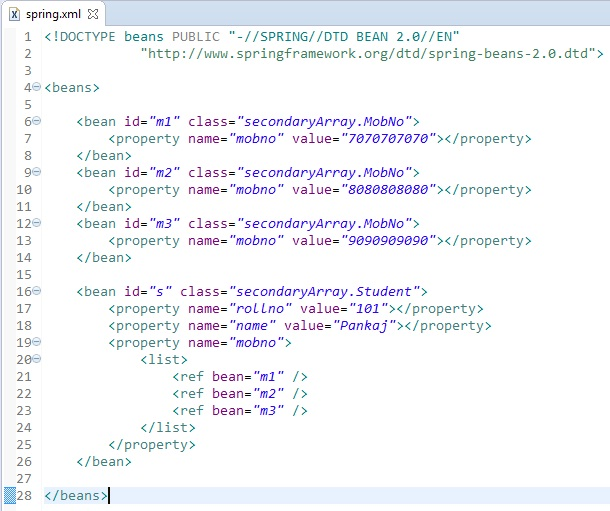 spring.xml
1 <!DOCTYPE beans PUBLIC "-//SPRING//DTD BEAN 2.0//EN"
2 "http://www.springframework.org/dtd/spring-beans-2.0.dtd">
3
4 <beans>
5
6 <bean id="m1" class="secondaryArray.MobNo">
7 <property name="mobno" value="7070707070"></property>
8 </bean>
9 <bean id="m2" class="secondaryArray.MobNo">
10 <property name="mobno" value="8080808080"></property>
11 </bean>
12 <bean id="m3" class="secondaryArray.MobNo">
13 <property name="mobno" value="9090909090"></property>
14 </bean>
15
16 <bean id="s" class="secondaryArray.Student">
17 <property name="rollno" value="101"></property>
18 <property name="name" value="Pankaj"></property>
19 <property name="mobno">
20 <list>
21 <ref bean="m1" />
22 <ref bean="m2" />
23 <ref bean="m3" />
24 </list>
25 </property>
26 </bean>
27
28 </beans>